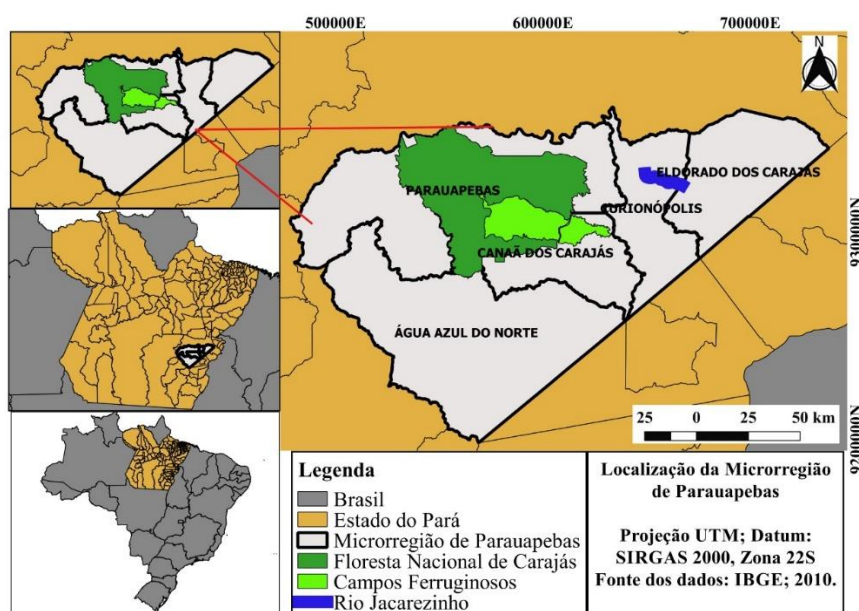 500000E 600000E 700000E
N
PARAUAPEBAS
ELDORADO DOS CARAJÁS
CURIONÓPOLIS
CANAÃ DOS CARAJÁS
ÁGUA AZUL DO NORTE
9300000N
9200000N
25 0 25 50 km
Legenda
Brasil
Estado do Pará
Microrregião de Parauapebas
Floresta Nacional de Carajás
Campos Ferruginosos
Rio Jacarezinho
Localização da Microrregião
de Parauapebas
Projeção UTM; Datum:
SIRGAS 2000, Zona 22S
Fonte dos dados: IBGE; 2010.